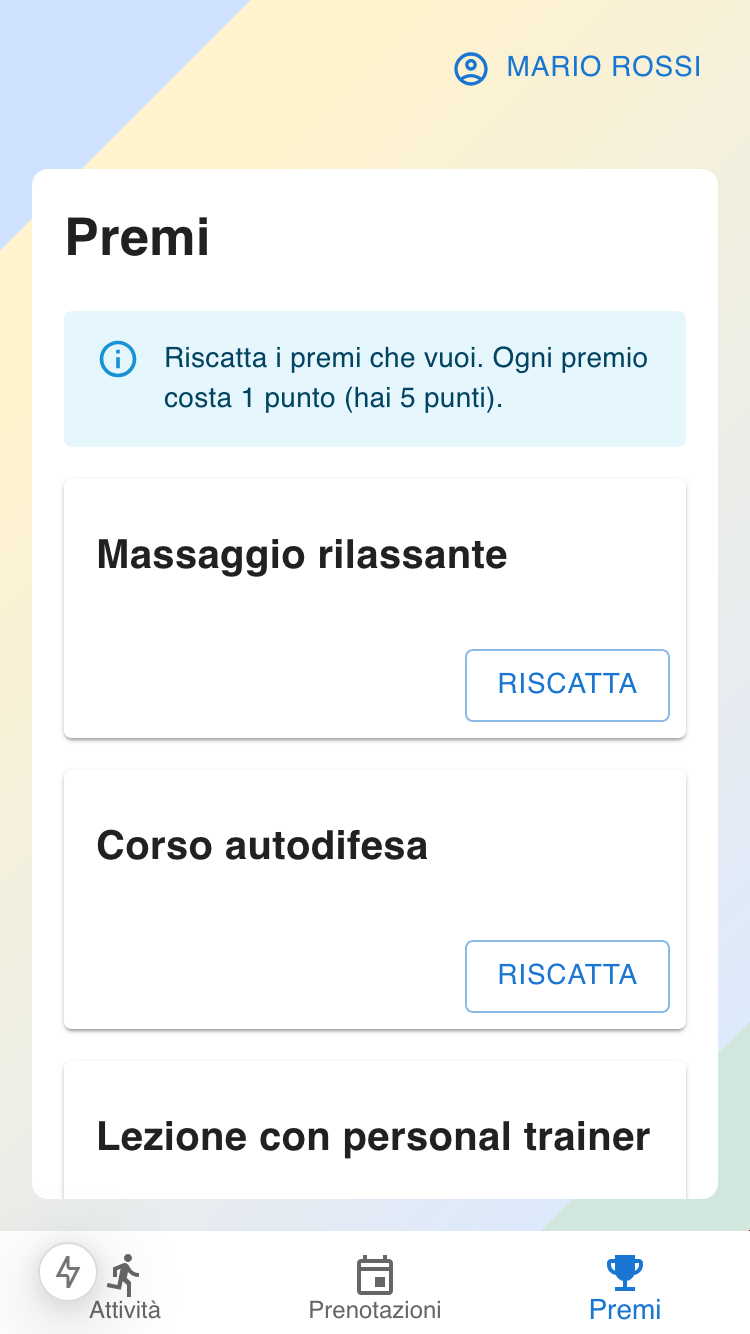 MARIO ROSSI
Premi
Riscatta i premi che vuoi. Ogni premio
costa 1 punto (hai 5 punti).
Massaggio rilassante
RISCATTA
Corso autodifesa
RISCATTA
Lezione con personal trainer
Attività
Prenotazioni
Premi